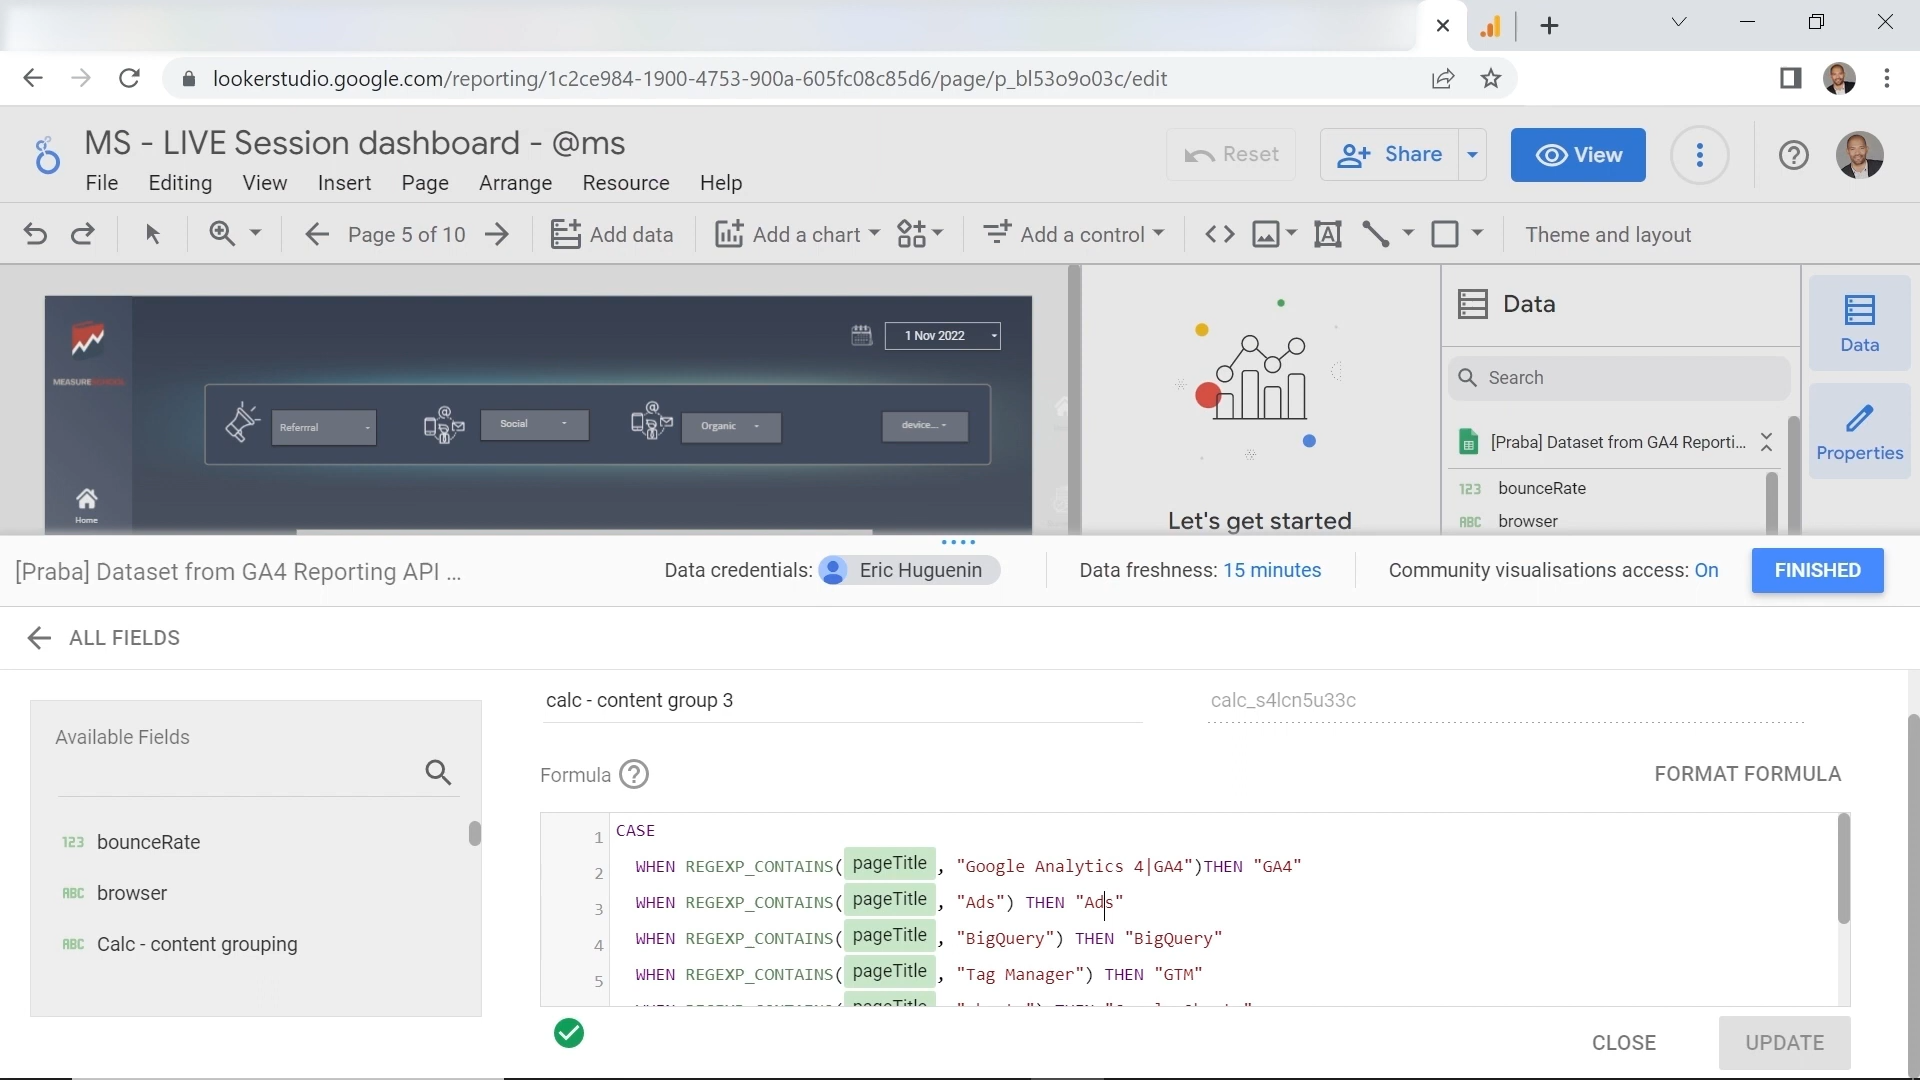 lookerstudio.google.com/reporting/1c2ce984-1900-4753-900a-605fc08c85d6/page/p_bl53o9o03c/edit
MS - LIVE Session dashboard - @ms
Reset
Share
View
File Editing View Insert Page Arrange Resource Help
Page 5 of 10
Add data
Add a chart
Add a control
Theme and layout
MEASURESCHOOL
1 Nov 2022
Referrral
Social
Organic
device...
Home
Let's get started
Data
Search
[Praba] Dataset from GA4 Reporti...
123 bounceRate
ABC browser
Data
Properties
[Praba] Dataset from GA4 Reporting API ...
Data credentials: Eric Huguenin
Data freshness: 15 minutes
Community visualisations access: On
FINISHED
ALL FIELDS
Available Fields
123 bounceRate
ABC browser
ABC Calc - content grouping
calc - content group 3
calc_s4lcn5u33c
Formula
FORMAT FORMULA
1 CASE
2 WHEN REGEXP_CONTAINS( pageTitle , "Google Analytics 4|GA4")THEN "GA4"
3 WHEN REGEXP_CONTAINS( pageTitle , "Ads") THEN "Ads"
4 WHEN REGEXP_CONTAINS( pageTitle , "BigQuery") THEN "BigQuery"
5 WHEN REGEXP_CONTAINS( pageTitle , "Tag Manager") THEN "GTM"
CLOSE
UPDATE